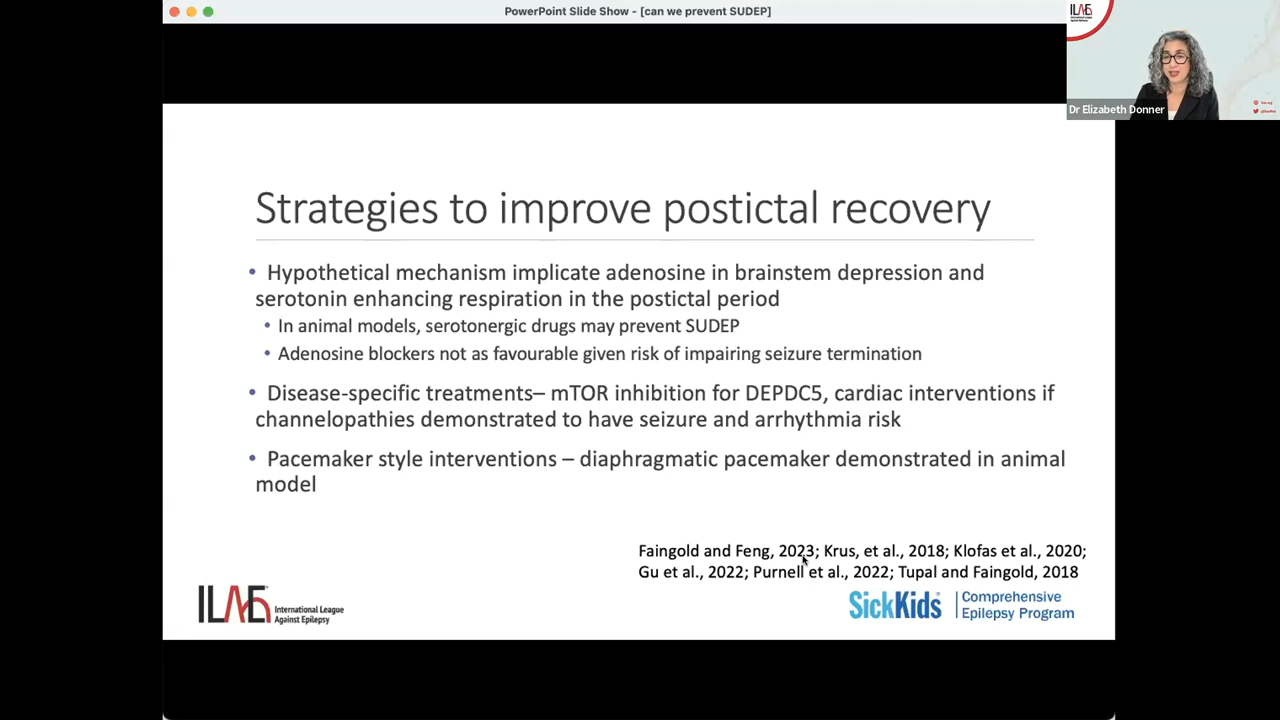 PowerPoint Slide Show - [can we prevent SUDEP]
ILAE
Dr Elizabeth Donner
Strategies to improve postictal recovery
• Hypothetical mechanism implicate adenosine in brainstem depression and
serotonin enhancing respiration in the postictal period
• In animal models, serotonergic drugs may prevent SUDEP
• Adenosine blockers not as favourable given risk of impairing seizure termination
• Disease-specific treatments– mTOR inhibition for DEPDC5, cardiac interventions if
channelopathies demonstrated to have seizure and arrhythmia risk
• Pacemaker style interventions – diaphragmatic pacemaker demonstrated in animal
model
Faingold and Feng, 2023; Krus, et al., 2018; Klofas et al., 2020;
Gu et al., 2022; Purnell et al., 2022; Tupal and Faingold, 2018
ILAE International League
Against Epilepsy
SickKids Comprehensive
Epilepsy Program